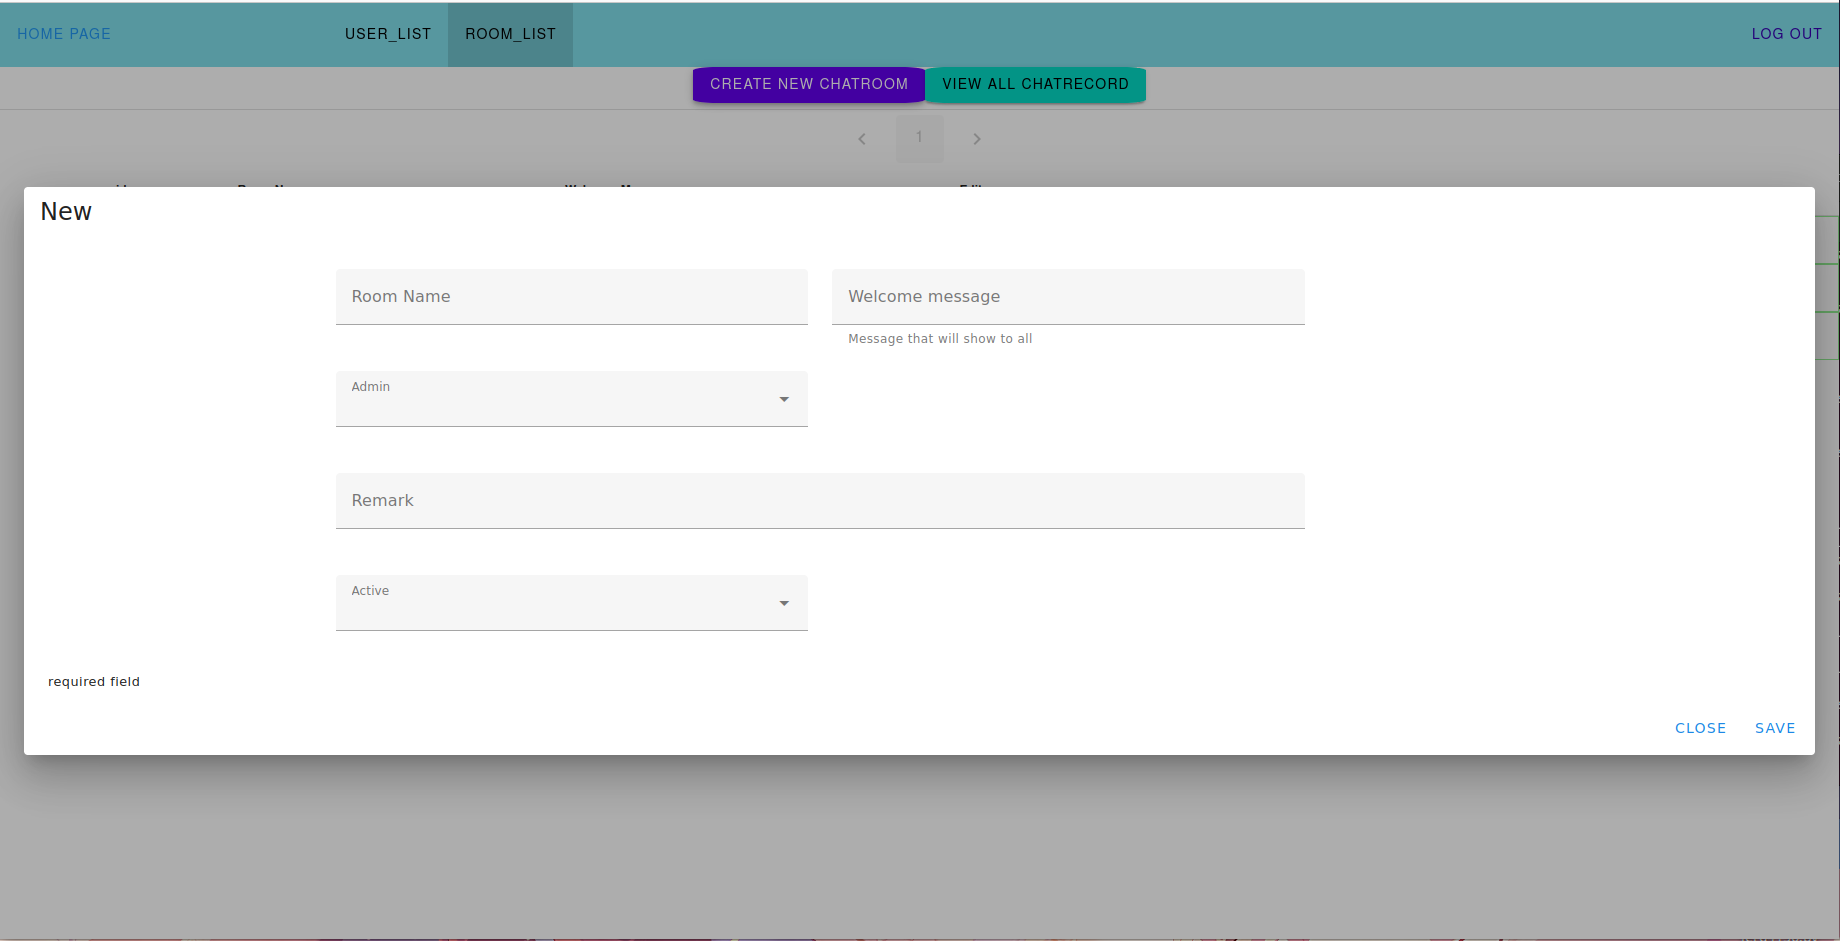 HOME PAGE USER_LIST ROOM_LIST LOG OUT
CREATE NEW CHATROOM VIEW ALL CHATRECORD
1
New
Room Name Welcome message
Message that will show to all
Admin
Remark
Active
required field
CLOSE SAVE